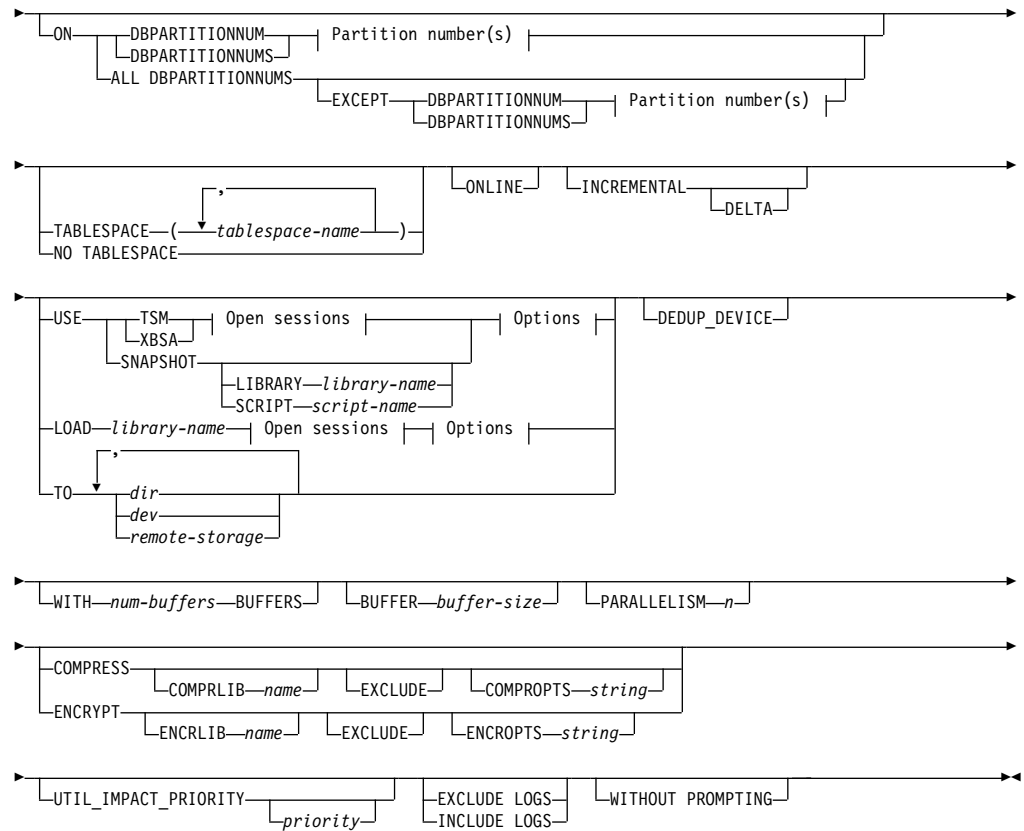 ON DBPARTITIONNUM Partition number(s)
DBPARTITIONNUMS
ALL DBPARTITIONNUMS
EXCEPT DBPARTITIONNUM Partition number(s)
DBPARTITIONNUMS
,
ONLINE INCREMENTAL
DELTA
TABLESPACE ( tablespace-name )
NO TABLESPACE
USE TSM Open sessions Options DEDUP_DEVICE
XBSA
SNAPSHOT
LIBRARY library-name
SCRIPT script-name
LOAD library-name Open sessions Options
,
TO dir
dev
remote-storage
WITH num-buffers BUFFERS BUFFER buffer-size PARALLELISM n
COMPRESS
COMPRLIB name EXCLUDE COMPROPTS string
ENCRYPT
ENCRLIB name EXCLUDE ENCROPTS string
UTIL_IMPACT_PRIORITY EXCLUDE LOGS WITHOUT PROMPTING
priority INCLUDE LOGS